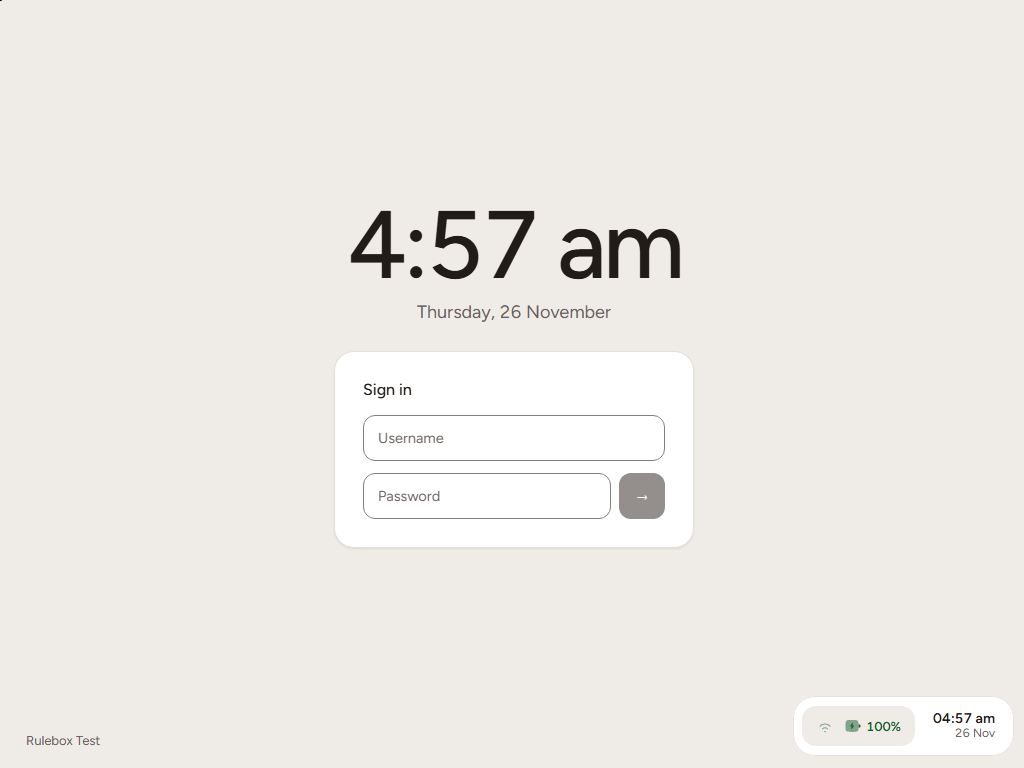 4:57 am
Thursday, 26 November
Sign in
Username
Password
→
Rulebox Test
100%
04:57 am
26 Nov